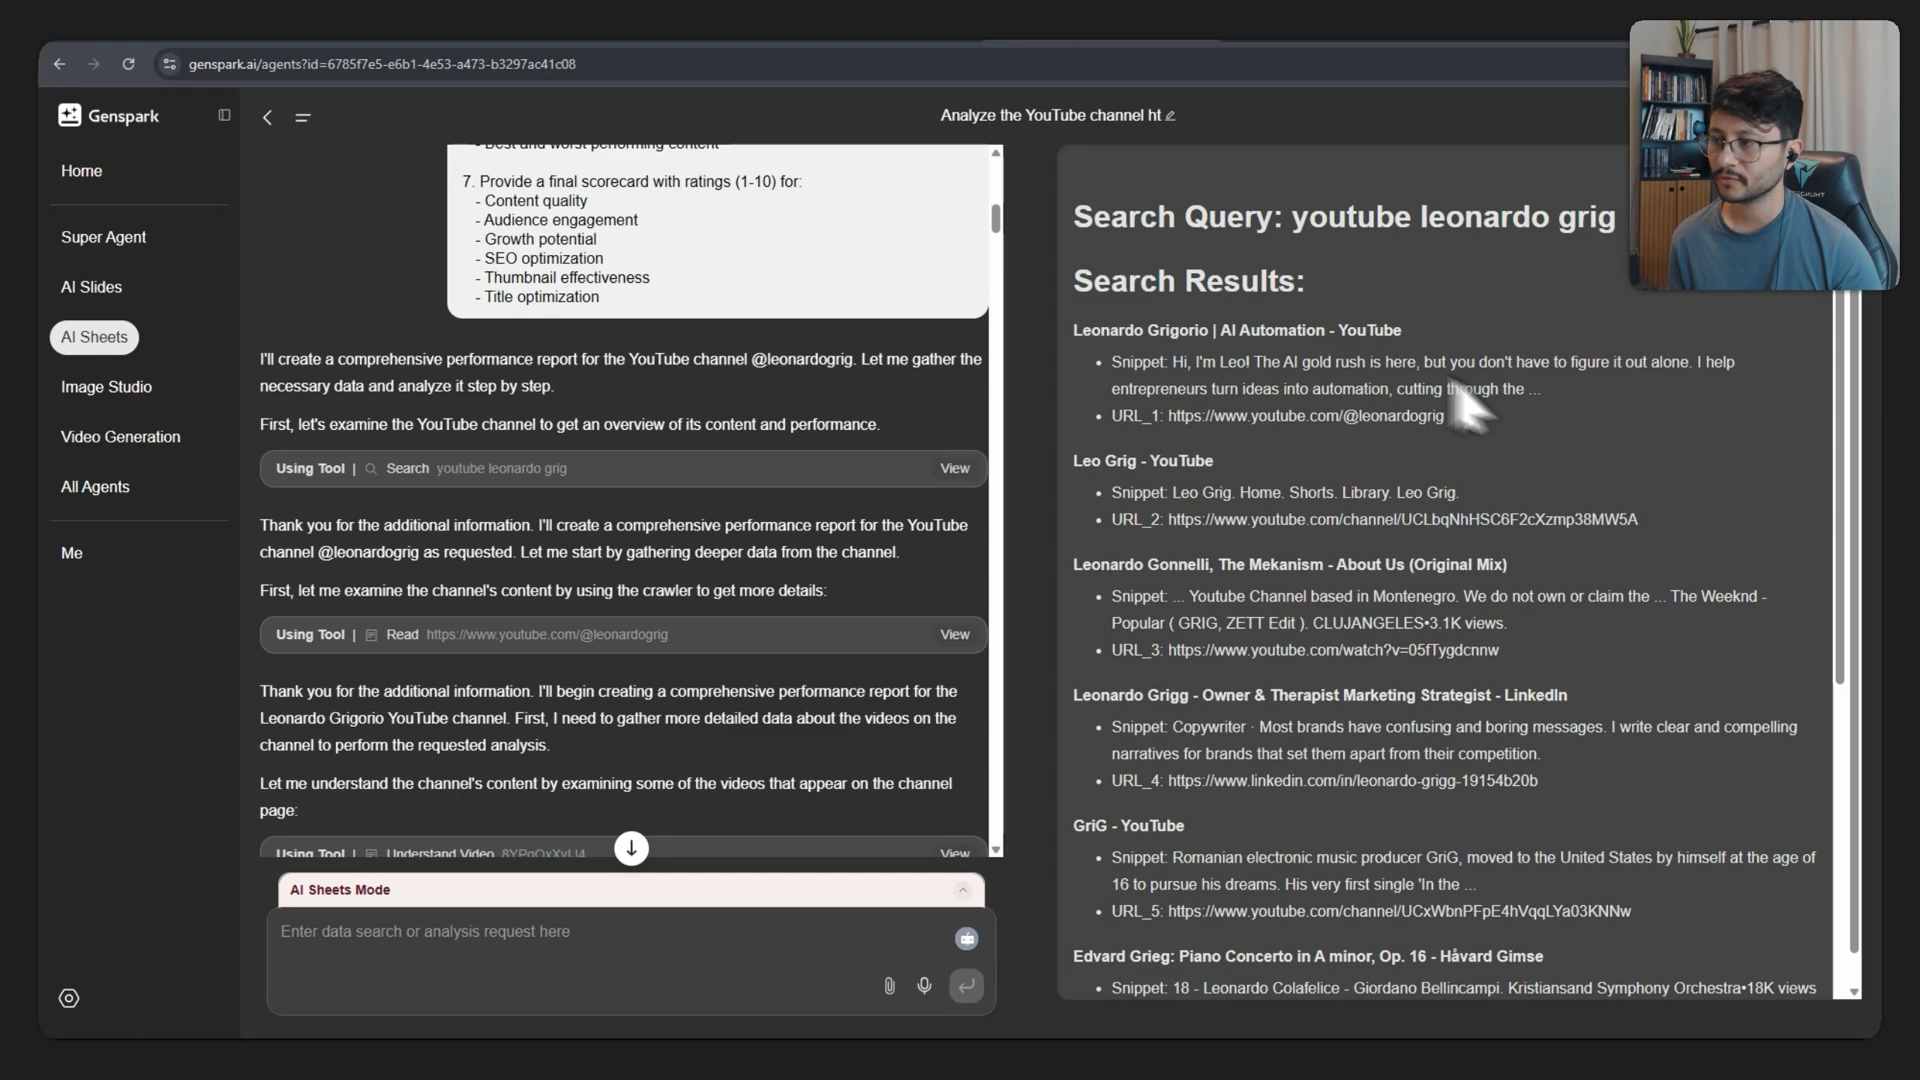 genspark.ai/agents?id=6785f7e5-e6b1-4e53-a473-b3297ac41c08
Genspark
Home
Super Agent
AI Slides
AI Sheets
Image Studio
Video Generation
All Agents
Me
Analyze the YouTube channel ht
- Best and worst performing content
7. Provide a final scorecard with ratings (1-10) for:
- Content quality
- Audience engagement
- Growth potential
- SEO optimization
- Thumbnail effectiveness
- Title optimization
I'll create a comprehensive performance report for the YouTube channel @leonardogrig. Let me gather the
necessary data and analyze it step by step.
First, let's examine the YouTube channel to get an overview of its content and performance.
Using Tool | Search youtube leonardo grig View
Thank you for the additional information. I'll create a comprehensive performance report for the YouTube
channel @leonardogrig as requested. Let me start by gathering deeper data from the channel.
First, let me examine the channel's content by using the crawler to get more details:
Using Tool | Read https://www.youtube.com/@leonardogrig View
Thank you for the additional information. I'll begin creating a comprehensive performance report for the
Leonardo Grigorio YouTube channel. First, I need to gather more detailed data about the videos on the
channel to perform the requested analysis.
Let me understand the channel's content by examining some of the videos that appear on the channel
page:
Using Tool | Understand Video View
AI Sheets Mode
Enter data search or analysis request here
Search Query: youtube leonardo grig
Search Results:
Leonardo Grigorio | AI Automation - YouTube
• Snippet: Hi, I'm Leo! The AI gold rush is here, but you don't have to figure it out alone. I help
entrepreneurs turn ideas into automation, cutting through the ...
• URL_1: https://www.youtube.com/@leonardogrig
Leo Grig - YouTube
• Snippet: Leo Grig. Home. Shorts. Library. Leo Grig.
• URL_2: https://www.youtube.com/channel/UCLbqNhHSC6F2cXzmp38MW5A
Leonardo Gonnelli, The Mekanism - About Us (Original Mix)
• Snippet: ... Youtube Channel based in Montenegro. We do not own or claim the ... The Weeknd -
Popular ( GRIG, ZETT Edit ). CLUJANGELES•3.1K views.
• URL_3: https://www.youtube.com/watch?v=05fTygdcnnw
Leonardo Grigg - Owner & Therapist Marketing Strategist - LinkedIn
• Snippet: Copywriter · Most brands have confusing and boring messages. I write clear and compelling
narratives for brands that set them apart from their competition.
• URL_4: https://www.linkedin.com/in/leonardo-grigg-19154b20b
GriG - YouTube
• Snippet: Romanian electronic music producer GriG, moved to the United States by himself at the age of
16 to pursue his dreams. His very first single 'In the ...
• URL_5: https://www.youtube.com/channel/UCxWbnPFpE4hVqqLYa03KNNw
Edvard Grieg: Piano Concerto in A minor, Op. 16 - Håvard Gimse
• Snippet: 18 - Leonardo Colafelice - Giordano Bellincampi. Kristiansand Symphony Orchestra•18K views